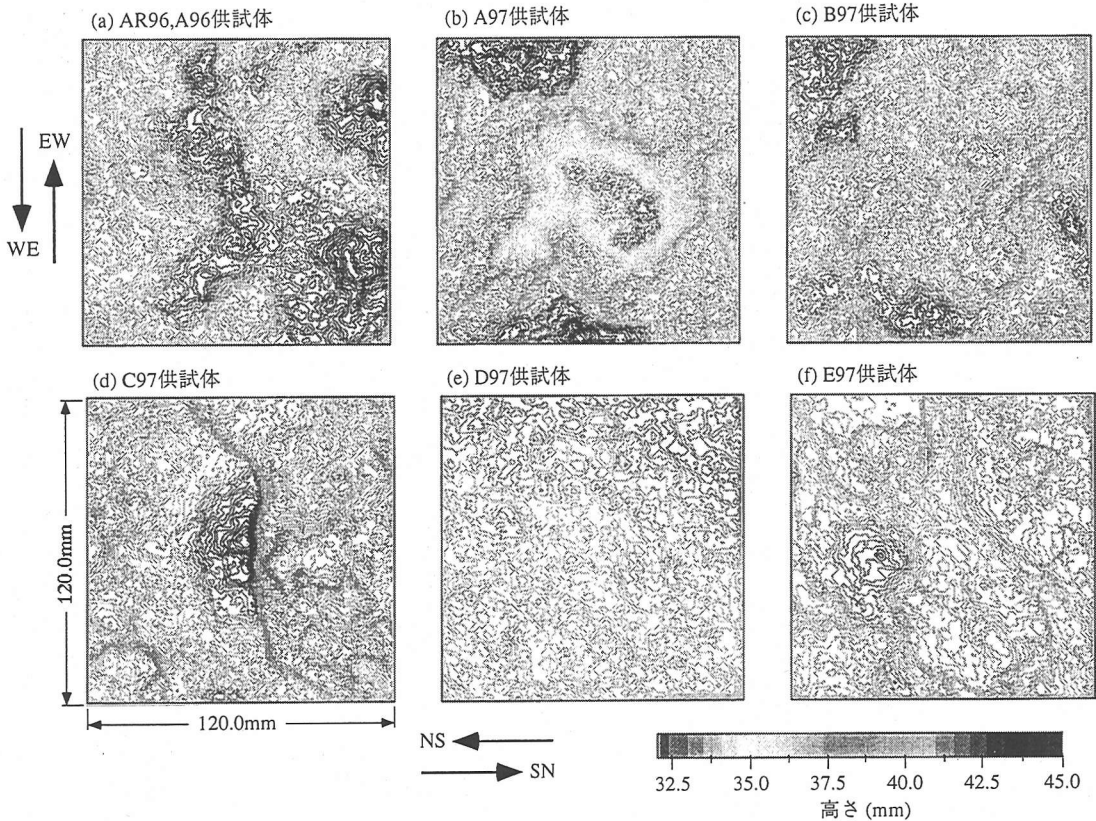 (a) AR96,A96供試体
(b) A97供試体
(c) B97供試体
EW
WE
(d) C97供試体
(e) D97供試体
(f) E97供試体
120.0mm
120.0mm
NS
SN
32.5 35.0 37.5 40.0 42.5 45.0
高さ (mm)